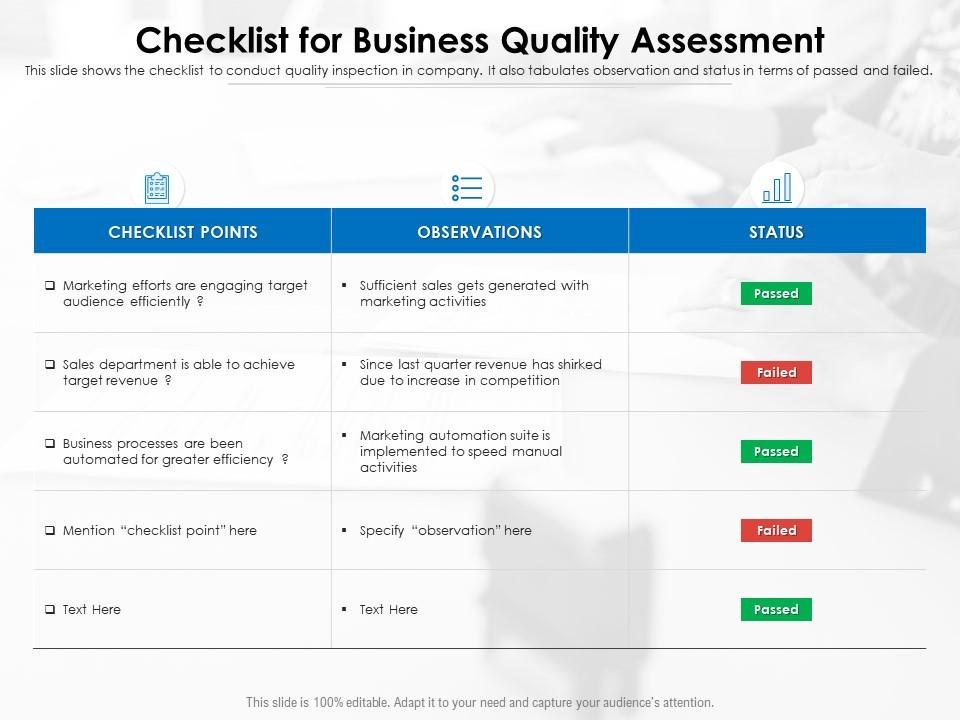 Checklist for Business Quality Assessment
This slide shows the checklist to conduct quality inspection in company. It also tabulates observation and status in terms of passed and failed.
CHECKLIST POINTS
OBSERVATIONS
STATUS
Marketing efforts are engaging target
audience efficiently ?
Sufficient sales gets generated with
marketing activities
Passed
Sales department is able to achieve
target revenue ?
Since last quarter revenue has shirked
due to increase in competition
Failed
Business processes are been
automated for greater efficiency ?
Marketing automation suite is
implemented to speed manual
activities
Passed
Mention “checklist point” here
Specify “observation” here
Failed
Text Here
Text Here
Passed
This slide is 100% editable. Adapt it to your need and capture your audience’s attention.